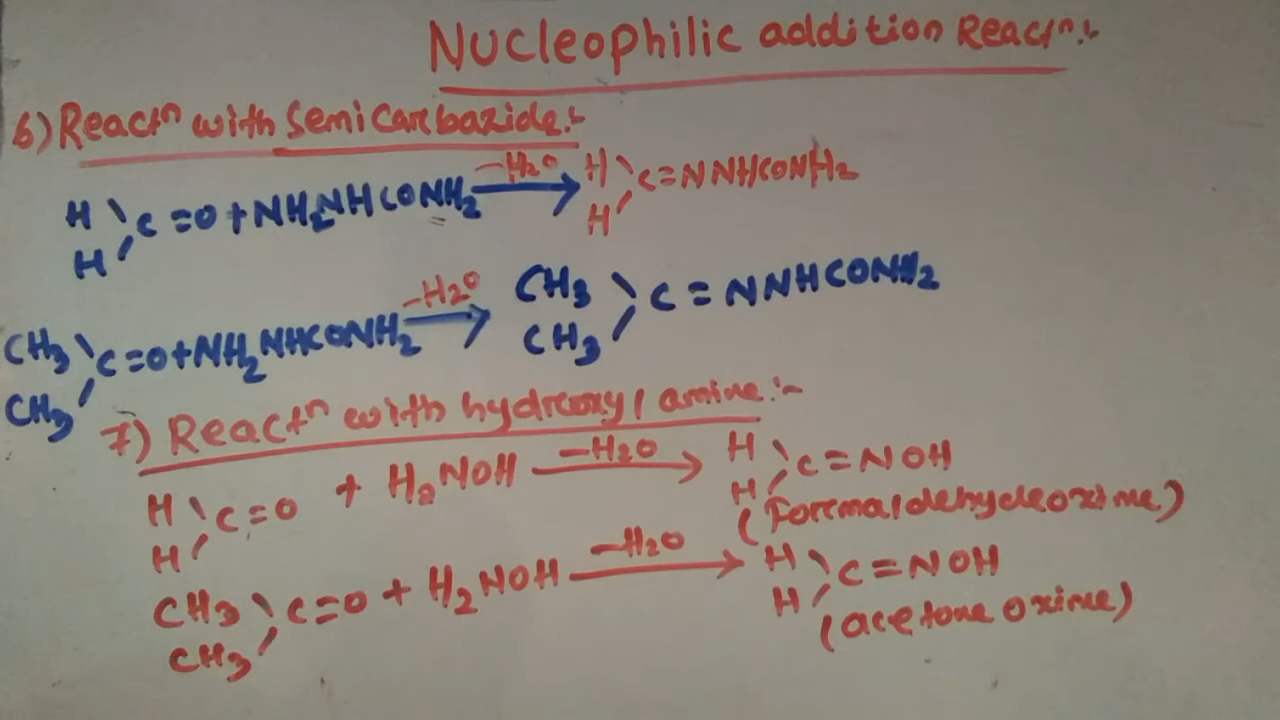 Nucleophilic addition Reactn:-
6) Reactn with Semicarbazide:-
H H C=O + NH2NHCONH2 -H2O → H H C=NNHCONH2
CH3 CH3 C=O+NH2NHCONH2 -H2O → CH3 CH3 C=NNHCONH2
7) Reactn with hydroxyl amine:-
H H C=O + H2NOH -H2O → H H C=NOH
(Formaldehydeoxime)
CH3 CH3 C=O + H2NOH -H2O → H H C=NOH
(acetone oxime)